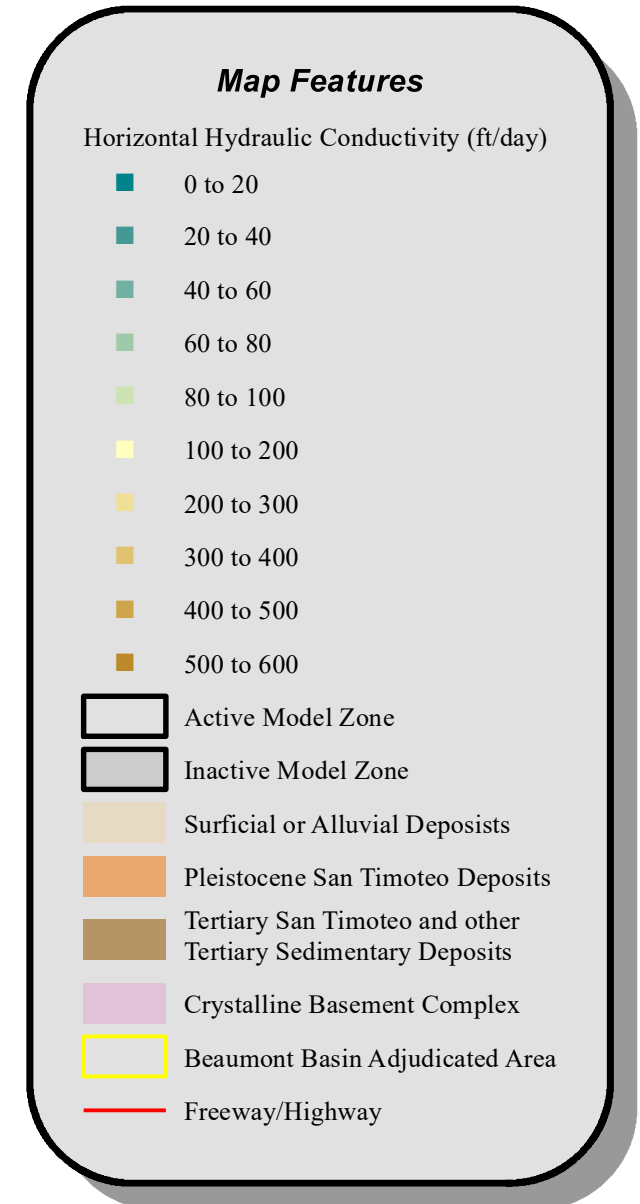 Map Features
Horizontal Hydraulic Conductivity (ft/day)
0 to 20
20 to 40
40 to 60
60 to 80
80 to 100
100 to 200
200 to 300
300 to 400
400 to 500
500 to 600
Active Model Zone
Inactive Model Zone
Surficial or Alluvial Deposists
Pleistocene San Timoteo Deposits
Tertiary San Timoteo and other
Tertiary Sedimentary Deposits
Crystalline Basement Complex
Beaumont Basin Adjudicated Area
Freeway/Highway